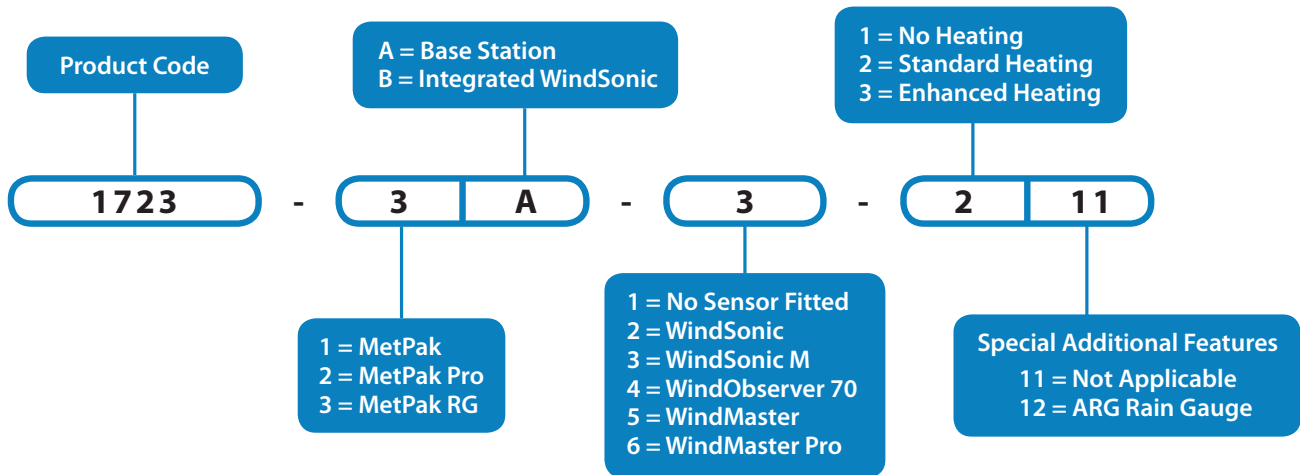 Product Code
A = Base Station
B = Integrated WindSonic
1 = No Heating
2 = Standard Heating
3 = Enhanced Heating
1723 - 3 A - 3 - 2 11
1 = MetPak
2 = MetPak Pro
3 = MetPak RG
1 = No Sensor Fitted
2 = WindSonic
3 = WindSonic M
4 = WindObserver 70
5 = WindMaster
6 = WindMaster Pro
Special Additional Features
11 = Not Applicable
12 = ARG Rain Gauge